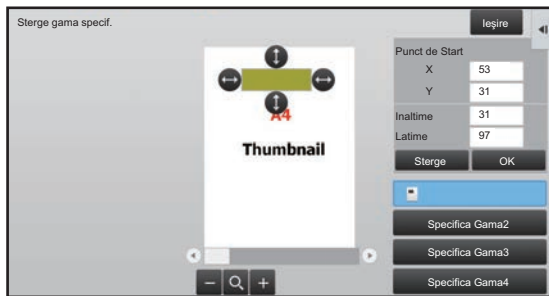 Sterge gama specif.
Ieșire
Punct de Start
X 53
Y 31
Inaltime 31
Latime 97
Sterge OK
A4
Thumbnail
Specifica Gama2
Specifica Gama3
Specifica Gama4